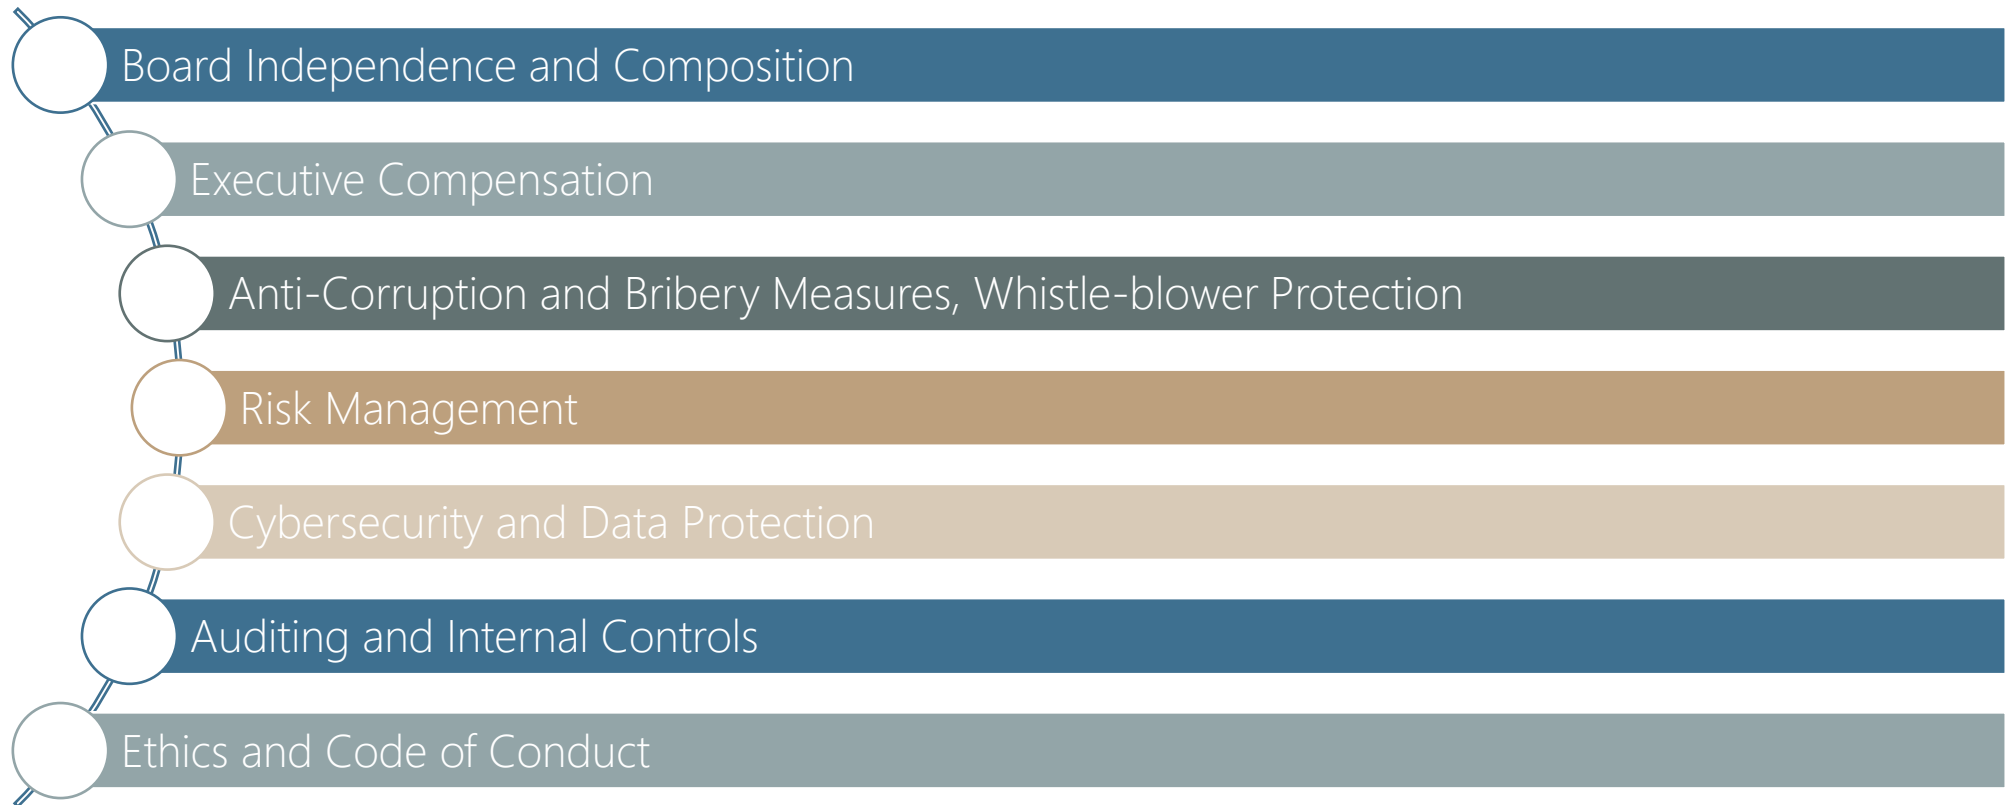 Board Independence and Composition
Executive Compensation
Anti-Corruption and Bribery Measures, Whistle-blower Protection
Risk Management
Cybersecurity and Data Protection
Auditing and Internal Controls
Ethics and Code of Conduct